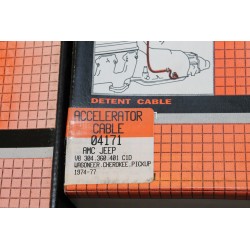 DETENT CABLE
ACCELERATOR
CABLE
04171
AMC JEEP
V8 304.360.401 CID
WAGONEER.CHEROKEE.PICKUP
1974-77